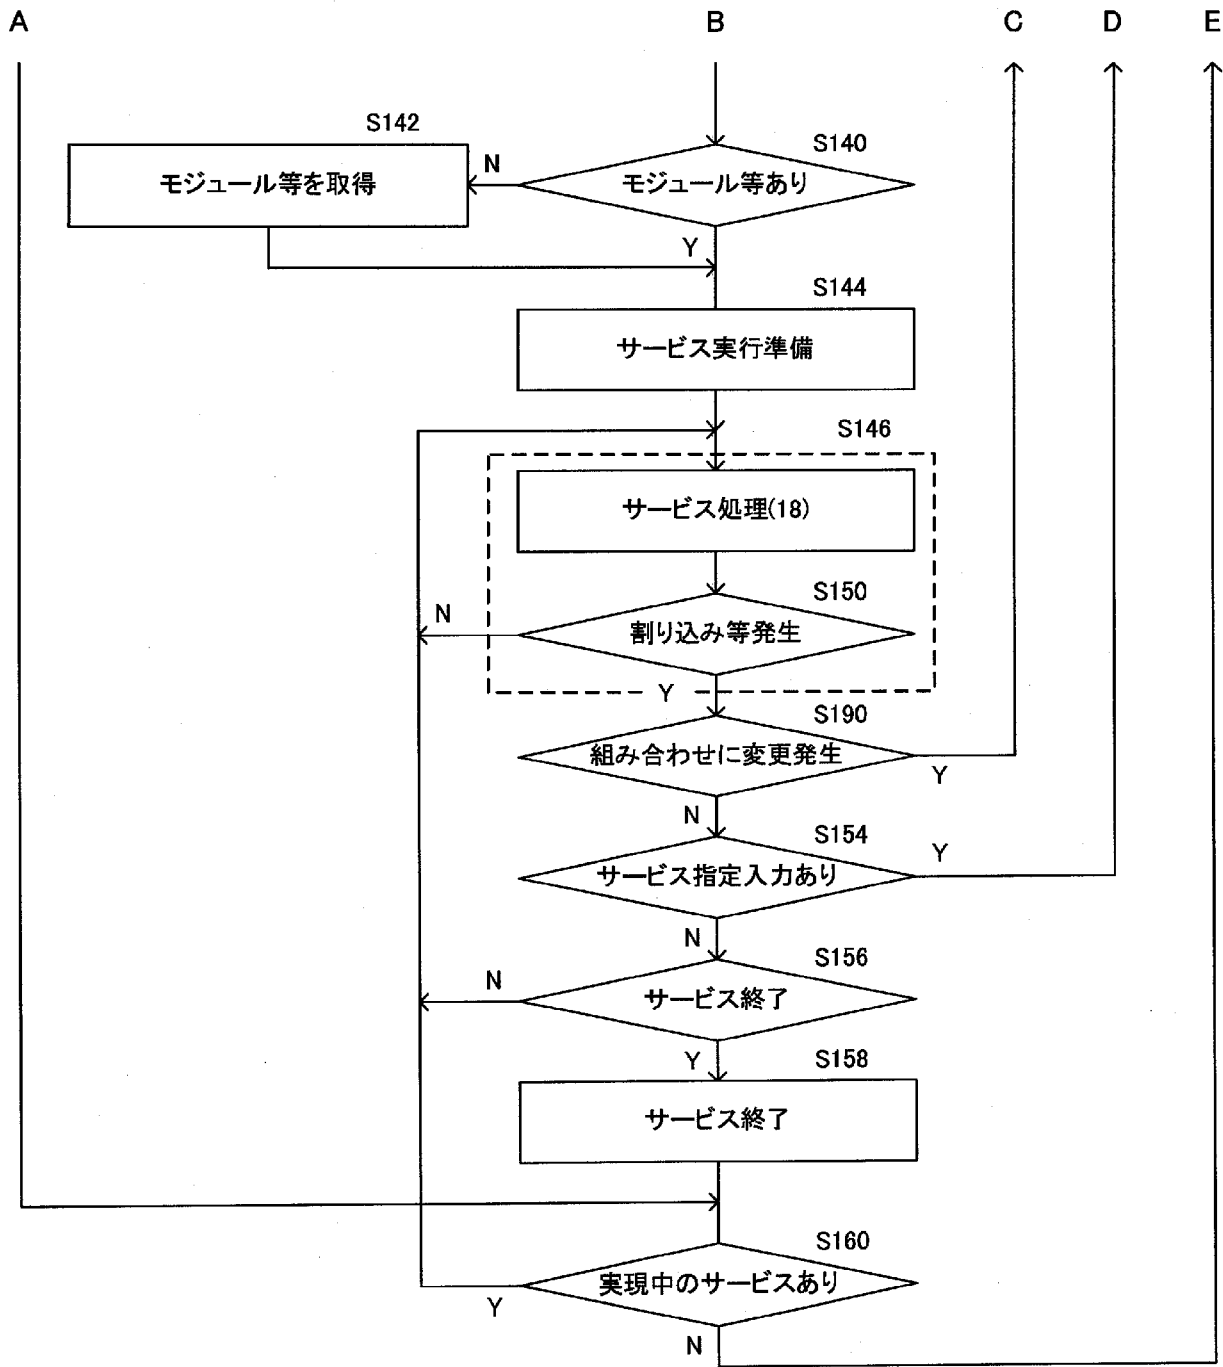 A B C D E
S142
S140
モジュール等を取得 N モジュール等あり
Y
S144
サービス実行準備
S146
サービス処理(18)
S150
N 割り込み等発生
Y
S190
組み合わせに変更発生 Y
N
S154
サービス指定入力あり Y
N
S156
N サービス終了
Y
S158
サービス終了
S160
実現中のサービスあり
Y
N